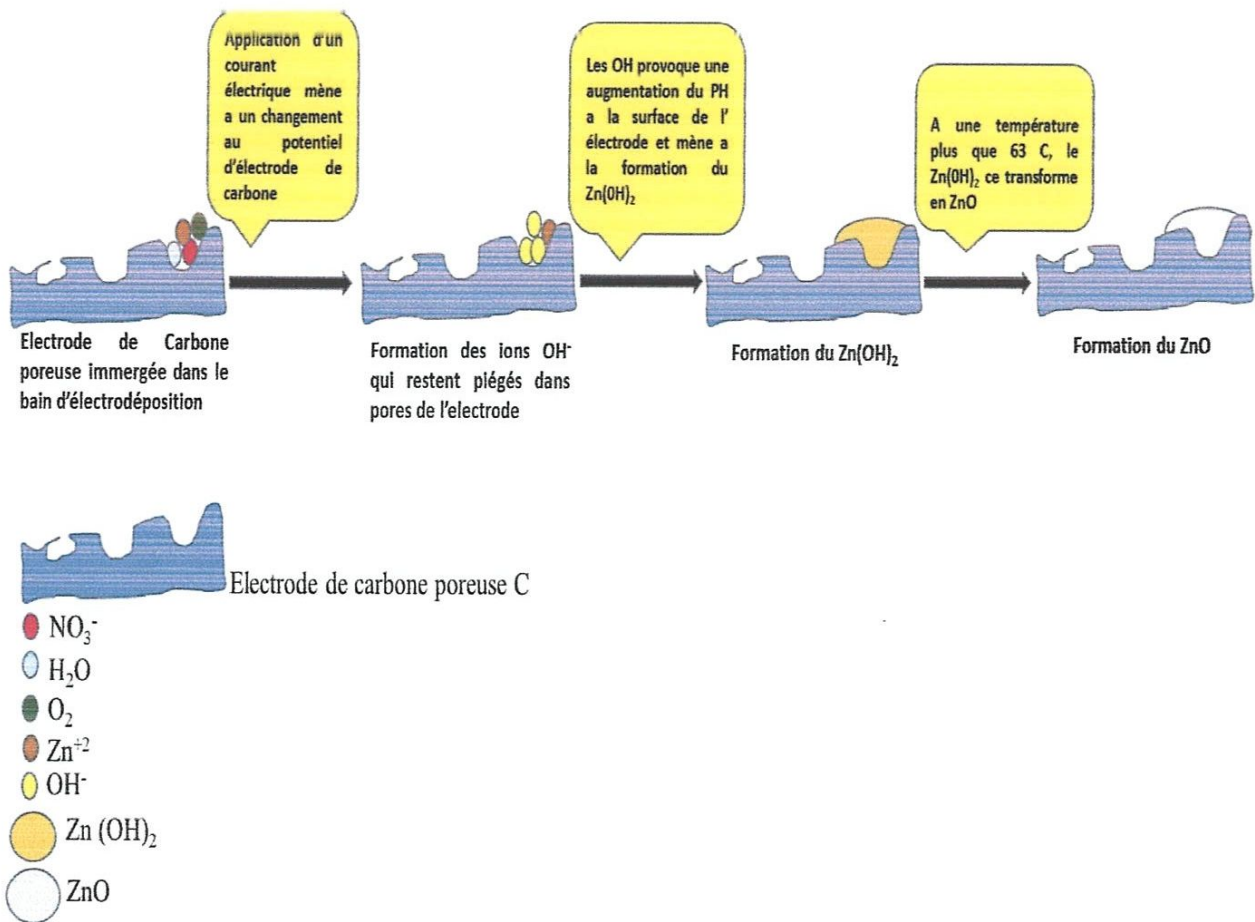 Application d'un
courant
électrique mène
a un changement
au potentiel
d'électrode de
carbone
Les OH provoque une
augmentation du PH
a la surface de l'
électrode et mène a
la formation du
Zn(0H)₂
A une température
plus que 63 C, le
Zn(0H)₂ ce transforme
en ZnO
Electrode de Carbone
poreuse immergée dans le
bain d'électrodéposition
Formation des ions OH⁻
qui restent piégés dans
pores de l'electrode
Formation du Zn(OH)₂
Formation du ZnO
Electrode de carbone poreuse C
NO₃⁻
H₂O
O₂
Zn⁺²
OH⁻
Zn (OH)₂
ZnO